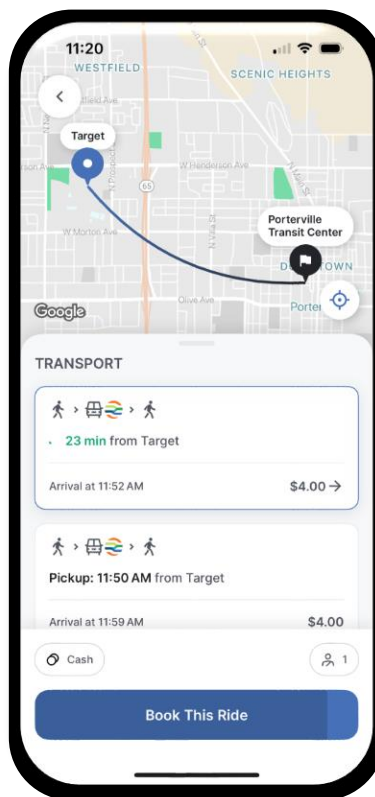 11:20
WESTFIELD
SCENIC HEIGHTS
Target
W Henderson Ave
65
W Morton Ave
N Villa St
Porterville
Transit Center
Olive Ave
Google
TRANSPORT
23 min from Target
Arrival at 11:52 AM
$4.00
Pickup: 11:50 AM from Target
Arrival at 11:59 AM
$4.00
Cash
1
Book This Ride